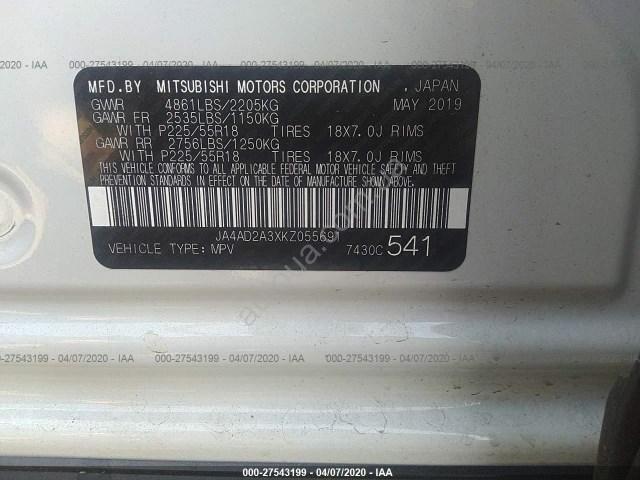 000-27543199 - 04/07/2020 - IAA
MFD.BY MITSUBISHI MOTORS CORPORATION , JAPAN
GVWR 4861LBS/2205KG MAY 2019
GAWR FR 2535LBS/1150KG
WITH P225/55R18 TIRES 18X7.0J RIMS
GAWR RR 2756LBS/1250KG
WITH P225/55R18 TIRES 18X7.0J RIMS
THIS VEHICLE CONFORMS TO ALL APPLICABLE FEDERAL MOTOR VEHICLE SAFETY AND THEFT
PREVENTION STANDARDS IN EFFECT ON THE DATE OF MANUFACTURE SHOWN ABOVE.
JA4AD2A3XKZ055691
VEHICLE TYPE:MPV 7430C 541
000-27543199 - 04/07/2020 - IAA
000-27543199 - 04/07/2020 - IAA
000-27543199 - 04/07/2020 - IAA